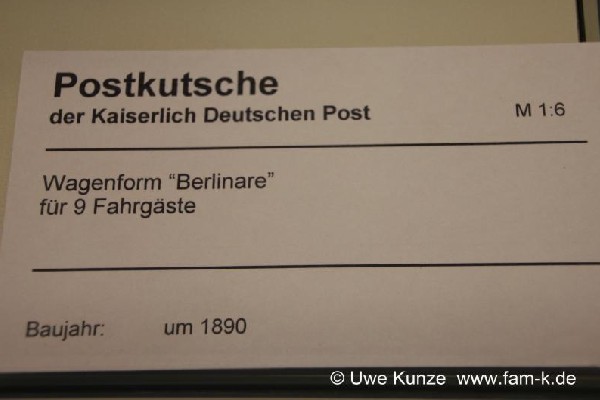 Postkutsche
der Kaiserlich Deutschen Post M 1:6
Wagenform “Berlinare”
für 9 Fahrgäste
Baujahr: um 1890
© Uwe Kunze www.fam-k.de